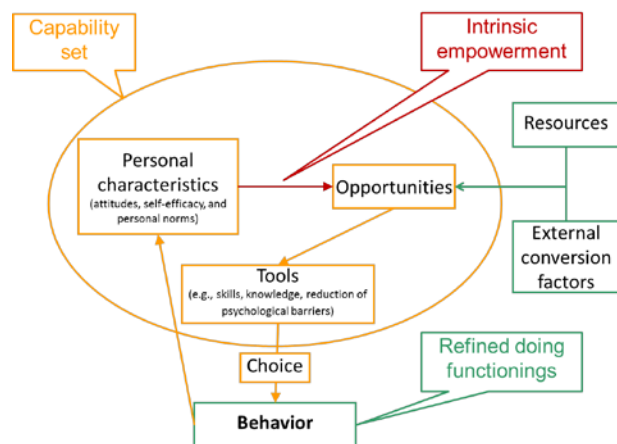 Capability
set
Intrinsic
empowerment
Resources
Personal
characteristics
(attitudes, self-efficacy, and
personal norms)
Opportunities
External
conversion
factors
Tools
(e.g., skills, knowledge, reduction of
psychological barriers)
Choice
Refined doing
functionings
Behavior